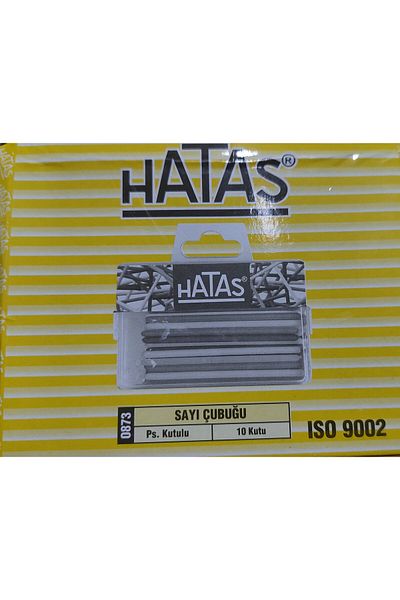 HATAS®
HATAS®
0873
SAYI ÇUBUĞU
Ps. Kutulu
10 Kutu
ISO 9002